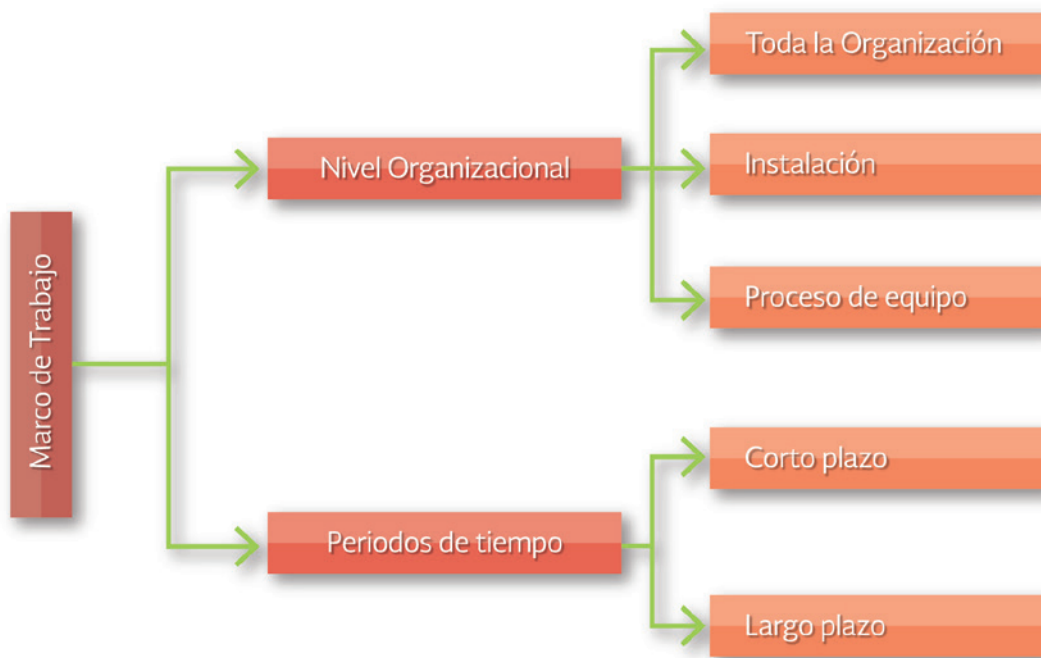 Marco de Trabajo
Nivel Organizacional
Toda la Organización
Instalación
Proceso de equipo
Periodos de tiempo
Corto plazo
Largo plazo